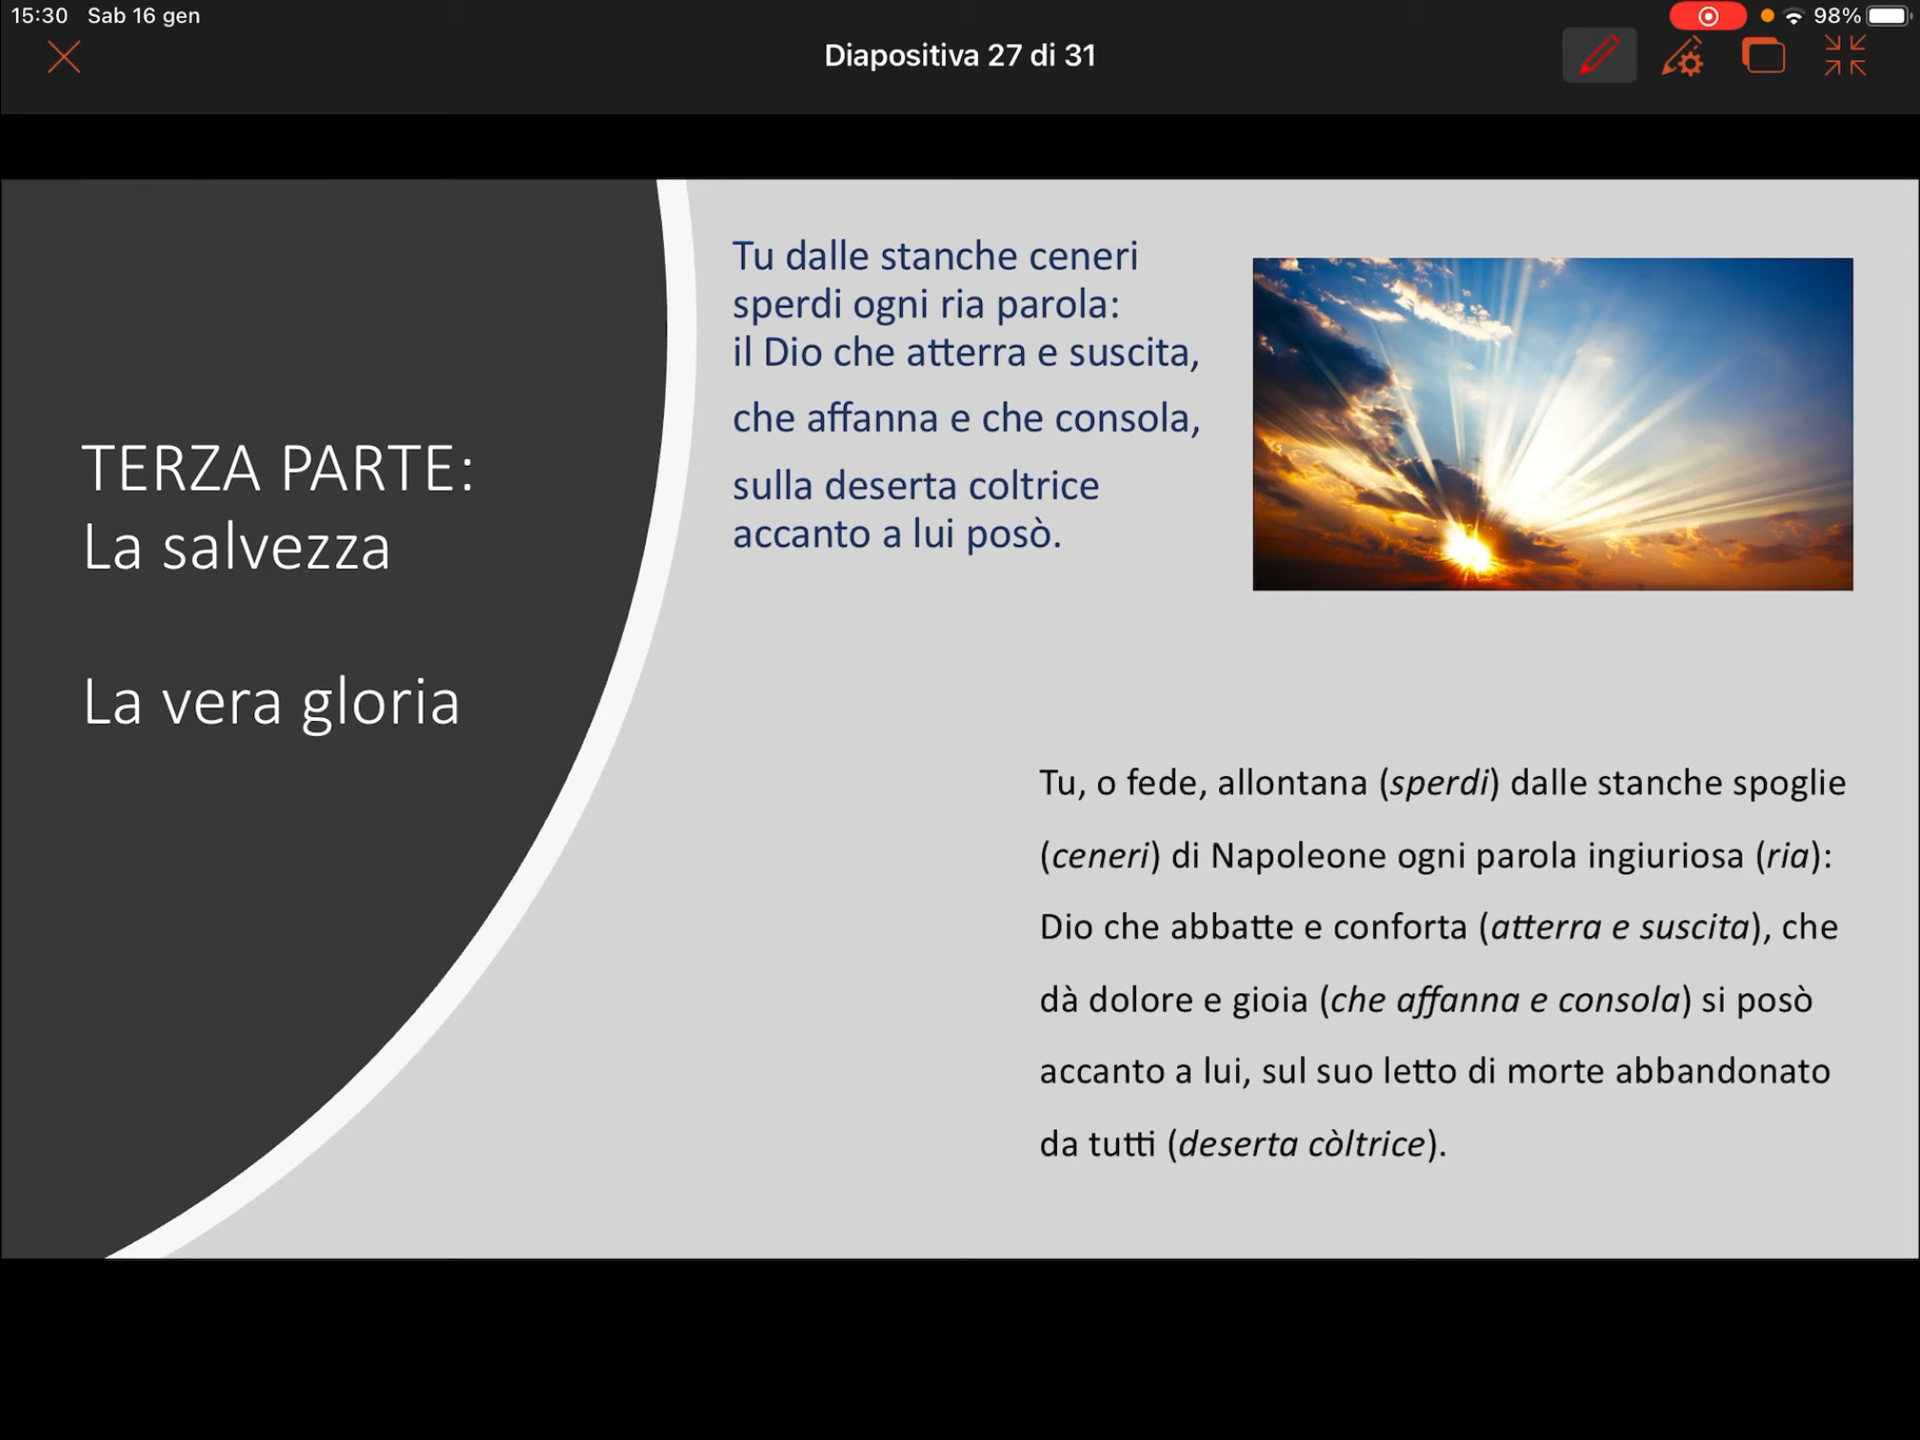 15:30 Sab 16 gen
98%
Diapositiva 27 di 31
TERZA PARTE:
La salvezza
La vera gloria
Tu dalle stanche ceneri
sperdi ogni ria parola:
il Dio che atterra e suscita,
che affanna e che consola,
sulla deserta coltrice
accanto a lui posò.
Tu, o fede, allontana (sperdi) dalle stanche spoglie
(ceneri) di Napoleone ogni parola ingiuriosa (ria):
Dio che abbatte e conforta (atterra e suscita), che
dà dolore e gioia (che affanna e consola) si posò
accanto a lui, sul suo letto di morte abbandonato
da tutti (deserta còltrice).